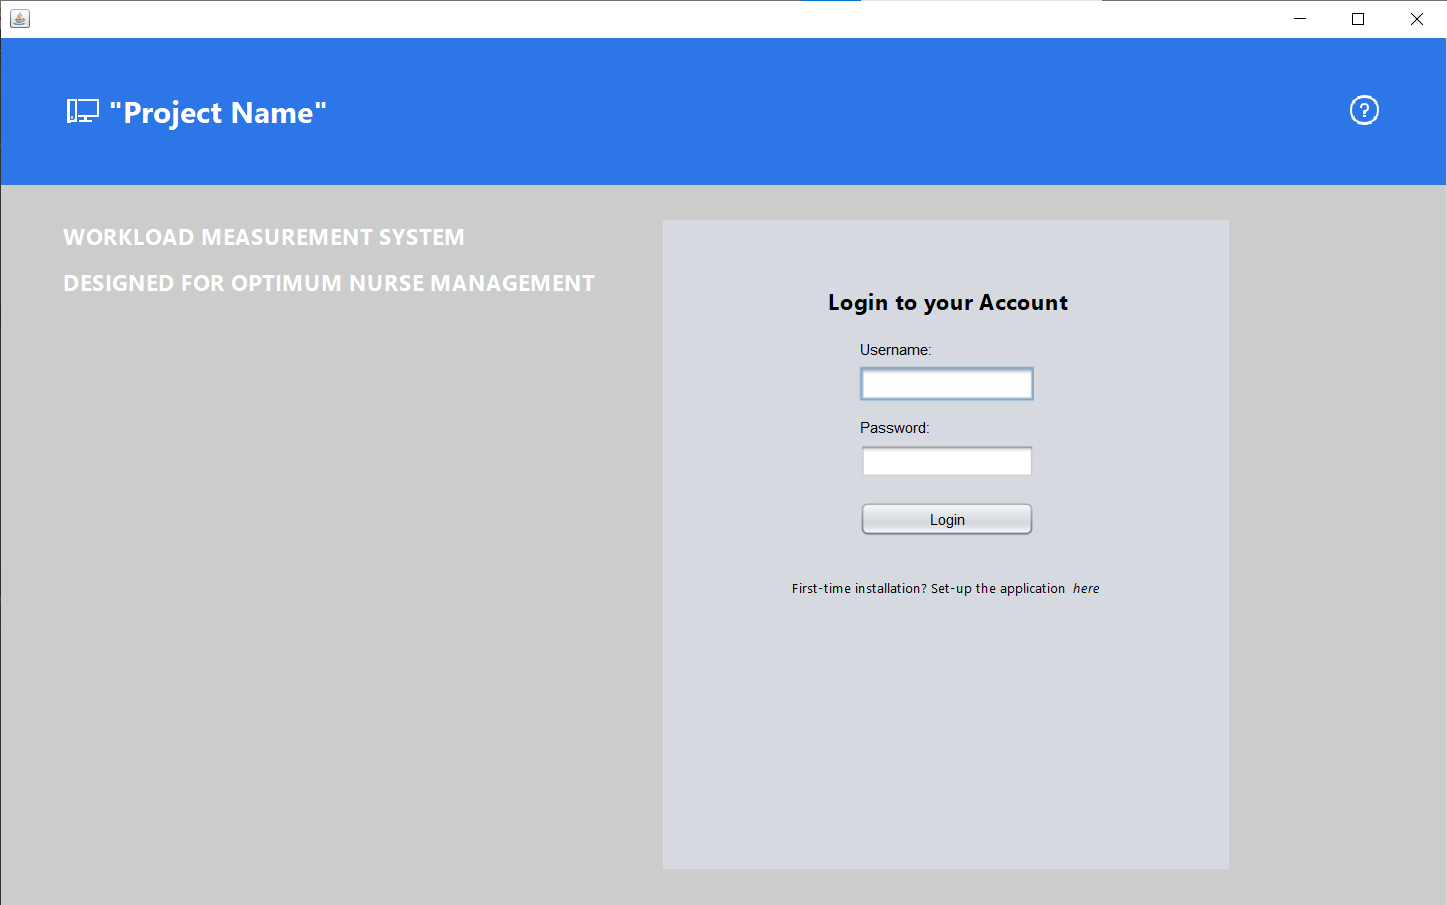 "Project Name"
?
WORKLOAD MEASUREMENT SYSTEM
DESIGNED FOR OPTIMUM NURSE MANAGEMENT
Login to your Account
Username:
Password:
Login
First-time installation? Set-up the application here